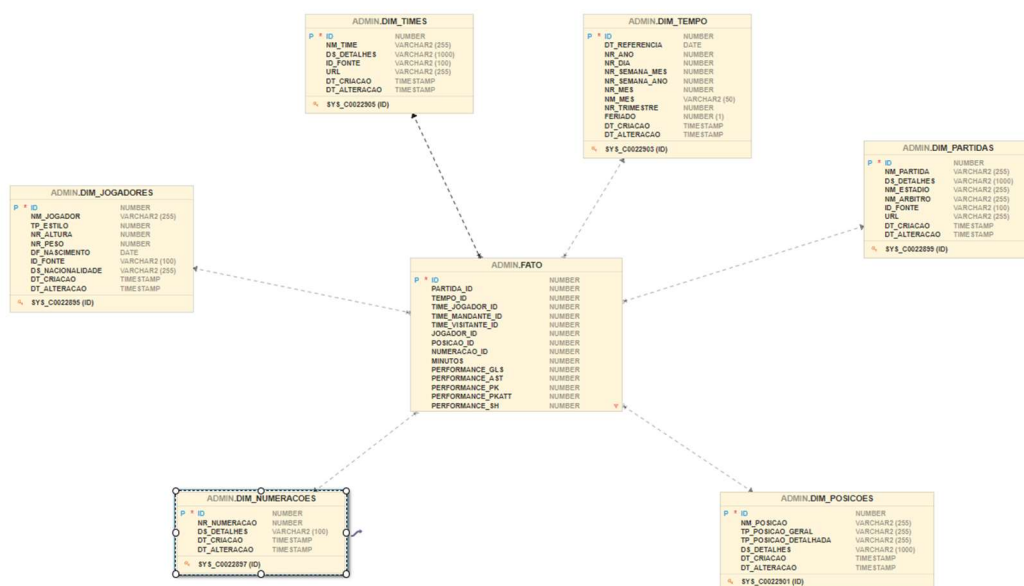 ADMIN.DIM_TIMES
P * ID NUMBER
NM_TIME VARCHAR2 (255)
DS_DETALHES VARCHAR2 (1000)
ID_FONTE VARCHAR2 (100)
URL VARCHAR2 (255)
DT_CRIACAO TIMESTAMP
DT_ALTERACAO TIMESTAMP
SYS_C0022905 (ID)
ADMIN.DIM_TEMPO
P * ID NUMBER
DT_REFERENCIA DATE
NR_ANO NUMBER
NR_DIA NUMBER
NR_SEMANA_MES NUMBER
NR_SEMANA_ANO NUMBER
NR_MES NUMBER
NM_MES VARCHAR2 (50)
NR_TRIMESTRE NUMBER
FERIADO NUMBER (1)
DT_CRIACAO TIMESTAMP
DT_ALTERACAO TIMESTAMP
SYS_C0022903 (ID)
ADMIN.DIM_PARTIDAS
P * ID NUMBER
NM_PARTIDA VARCHAR2 (255)
DS_DETALHES VARCHAR2 (1000)
NM_ESTADIO VARCHAR2 (255)
NM_ARBITRO VARCHAR2 (255)
ID_FONTE VARCHAR2 (100)
URL VARCHAR2 (255)
DT_CRIACAO TIMESTAMP
DT_ALTERACAO TIMESTAMP
SYS_C0022899 (ID)
ADMIN.DIM_JOGADORES
P * ID NUMBER
NM_JOGADOR VARCHAR2 (255)
TP_ESTILO NUMBER
NR_ALTURA NUMBER
NR_PESO NUMBER
DF_NASCIMENTO DATE
ID_FONTE VARCHAR2 (100)
DS_NACIONALIDADE VARCHAR2 (255)
DT_CRIACAO TIMESTAMP
DT_ALTERACAO TIMESTAMP
SYS_C0022895 (ID)
ADMIN.FATO
P * ID NUMBER
PARTIDA_ID NUMBER
TEMPO_ID NUMBER
TIME_JOGADOR_ID NUMBER
TIME_MANDANTE_ID NUMBER
TIME_VISITANTE_ID NUMBER
JOGADOR_ID NUMBER
POSICAO_ID NUMBER
NUMERACAO_ID NUMBER
MINUTOS NUMBER
PERFORMANCE_GLS NUMBER
PERFORMANCE_AST NUMBER
PERFORMANCE_PK NUMBER
PERFORMANCE_PKATT NUMBER
PERFORMANCE_SH NUMBER
ADMIN.DIM_NUMERACOES
P * ID NUMBER
NR_NUMERACAO NUMBER
DS_DETALHES VARCHAR2 (100)
DT_CRIACAO TIMESTAMP
DT_ALTERACAO TIMESTAMP
SYS_C0022897 (ID)
ADMIN.DIM_POSICOES
P * ID NUMBER
NM_POSICAO VARCHAR2 (255)
TP_POSICAO_GERAL VARCHAR2 (255)
TP_POSICAO_DETALHADA VARCHAR2 (255)
DS_DETALHES VARCHAR2 (1000)
DT_CRIACAO TIMESTAMP
DT_ALTERACAO TIMESTAMP
SYS_C0022901 (ID)